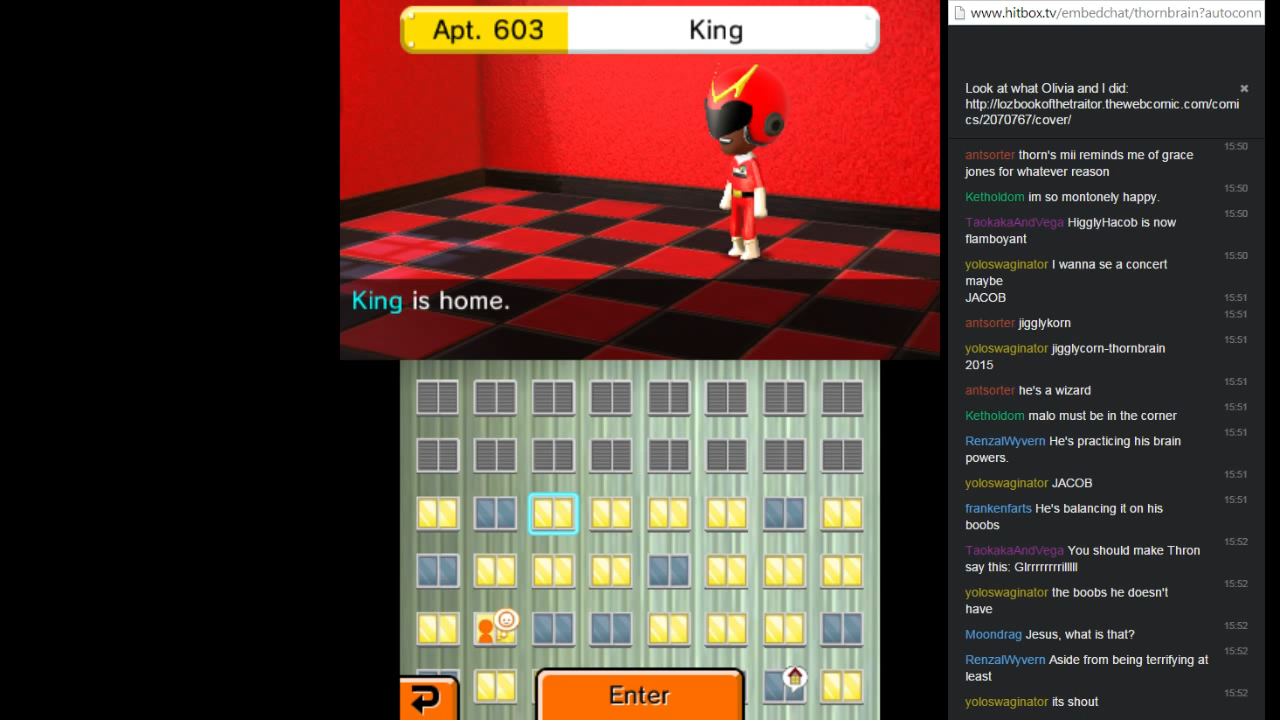 Apt. 603
King
King is home.
Enter
www.hitbox.tv/embedchat/thornbrain?autoconn
Look at what Olivia and I did:
http://lozbookofthetraitor.thewebcomic.com/comi
cs/2070767/cover/
15:50
antsorter thorn's mii reminds me of grace
jones for whatever reason
15:50
Ketholdom im so montonely happy.
15:50
TaokakaAndVega HigglyHacob is now
flamboyant
15:50
yoloswaginator I wanna se a concert
maybe
JACOB 15:51
15:51
antsorter jigglykorn
15:51
yoloswaginator jigglycorn-thornbrain
2015
15:51
antsorter he's a wizard
15:51
Ketholdom malo must be in the corner
15:51
RenzalWyvern He's practicing his brain
powers.
15:51
yoloswaginator JACOB
15:51
frankenfarts He's balancing it on his
boobs
15:52
TaokakaAndVega You should make Thron
say this: GIrrrrrrrrilllll
15:52
yoloswaginator the boobs he doesn't
have
15:52
Moondrag Jesus, what is that?
15:52
RenzalWyvern Aside from being terrifying at
least
15:52
yoloswaginator its shout